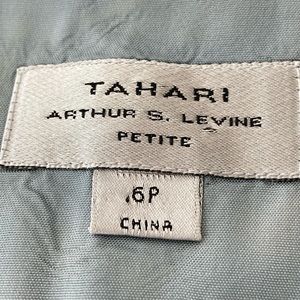 TAHARI
ARTHUR S. LEVINE
PETITE
6P
CHINA